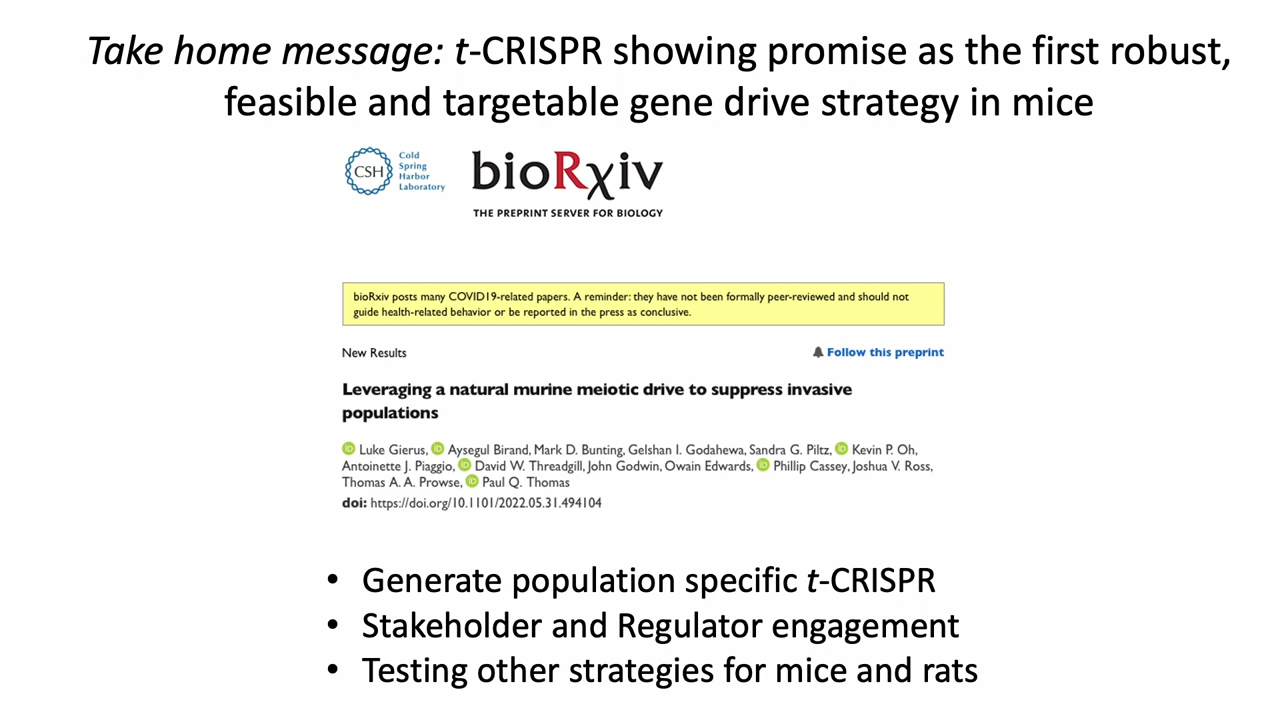 Take home message: t-CRISPR showing promise as the first robust,
feasible and targetable gene drive strategy in mice
CSH
Cold
Spring
Harbor
Laboratory
bioRχiv
THE PREPRINT SERVER FOR BIOLOGY
bioRxiv posts many COVID19-related papers. A reminder: they have not been formally peer-reviewed and should not
guide health-related behavior or be reported in the press as conclusive.
New Results
Follow this preprint
Leveraging a natural murine meiotic drive to suppress invasive
populations
iD Luke Gierus, iD Aysegul Birand, Mark D. Bunting, Gelshan I. Godahewa, Sandra G. Piltz, iD Kevin P. Oh,
Antoinette J. Piaggio, iD David W. Threadgill, John Godwin, Owain Edwards, iD Phillip Cassey, Joshua V. Ross,
Thomas A. A. Prowse, iD Paul Q. Thomas
doi: https://doi.org/10.1101/2022.05.31.494104
• Generate population specific t-CRISPR
• Stakeholder and Regulator engagement
• Testing other strategies for mice and rats